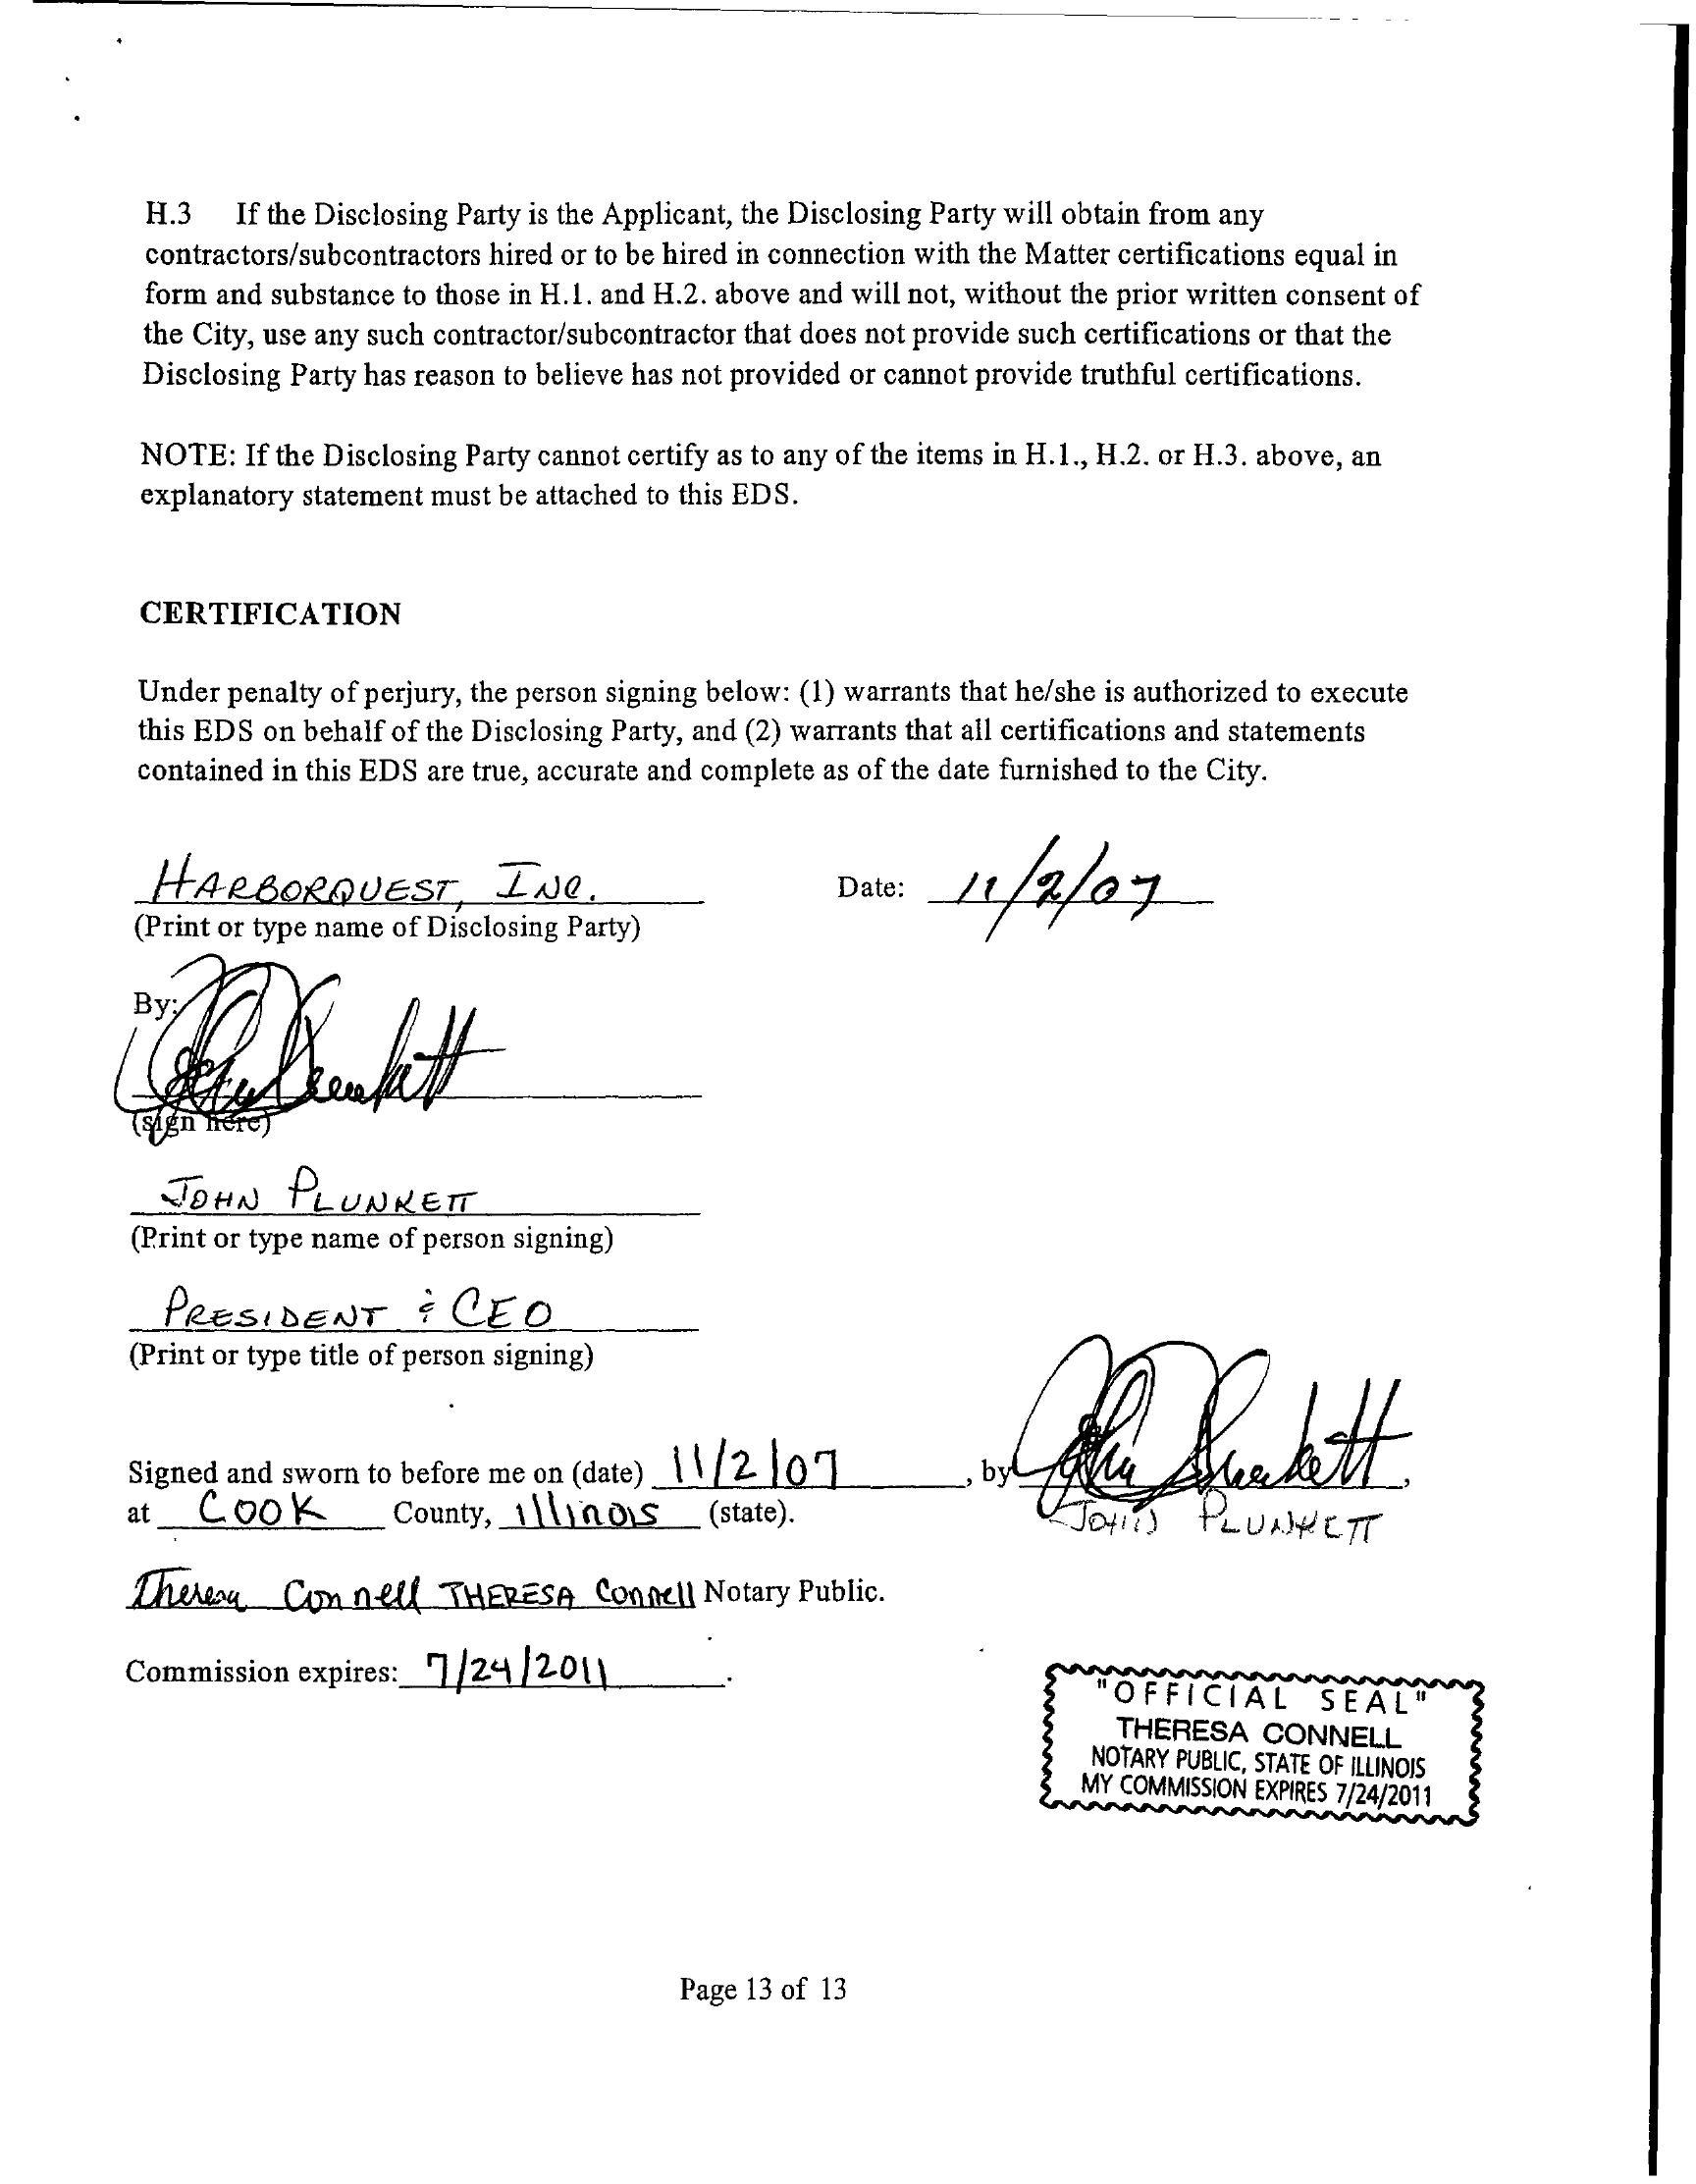 H.3 If the Disclosing Party is the Applicant, the Disclosing Party will obtain from any
contractors/subcontractors hired or to be hired in connection with the Matter certifications equal in
form and substance to those in H.1. and H.2. above and will not, without the prior written consent of
the City, use any such contractor/subcontractor that does not provide such certifications or that the
Disclosing Party has reason to believe has not provided or cannot provide truthful certifications.
NOTE: If the Disclosing Party cannot certify as to any of the items in H.1., H.2. or H.3. above, an
explanatory statement must be attached to this EDS.
CERTIFICATION
Under penalty of perjury, the person signing below: (1) warrants that he/she is authorized to execute
this EDS on behalf of the Disclosing Party, and (2) warrants that all certifications and statements
contained in this EDS are true, accurate and complete as of the date furnished to the City.
HARBORQUEST, INC. Date: 11/2/07
(Print or type name of Disclosing Party)
By: John Plunkett
(sign here)
JOHN PLUNKETT
(Print or type name of person signing)
PRESIDENT & CEO
(Print or type title of person signing)
Signed and sworn to before me on (date) 11/2/07, by John Plunkett,
at COOK County, Illinois (state). JOHN PLUNKETT
Theresa Connell THERESA Connell Notary Public.
Commission expires: 7/24/2011.
"OFFICIAL SEAL"
THERESA CONNELL
NOTARY PUBLIC, STATE OF ILLINOIS
MY COMMISSION EXPIRES 7/24/2011
Page 13 of 13